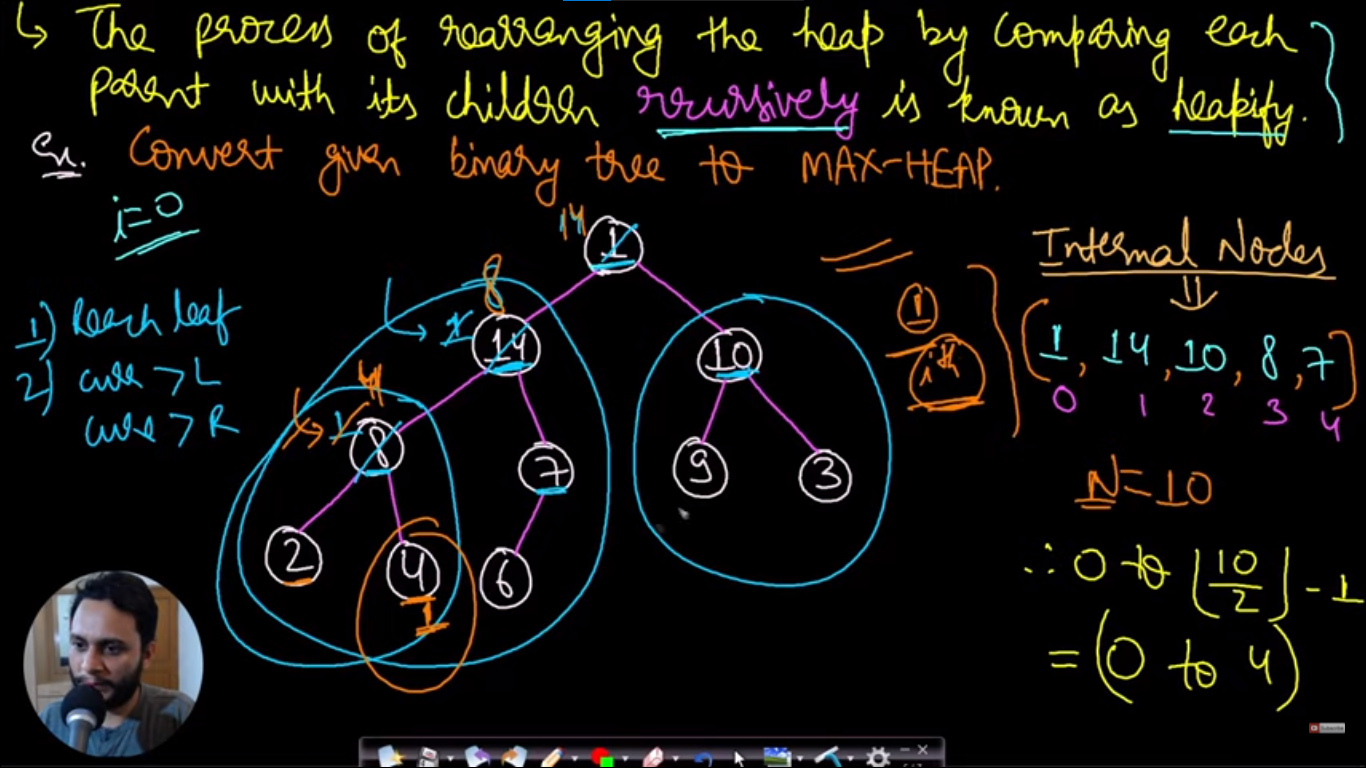 ↳ The process of rearranging the heap by comparing each
parent with its children recursively is known as heapify.
Ex. Convert given binary tree to MAX-HEAP.
i=0
1) Reach leaf
2) curr > L
curr > R
14
1
8
1
14
10
4
1
8
7
9
3
2
4
6
1
1
ith
Internal Nodes
⇓
(1, 14, 10, 8, 7)
0 1 2 3 4
N=10
∴ 0 to ⌊10/2⌋ - 1
= (0 to 4)
Subscribe